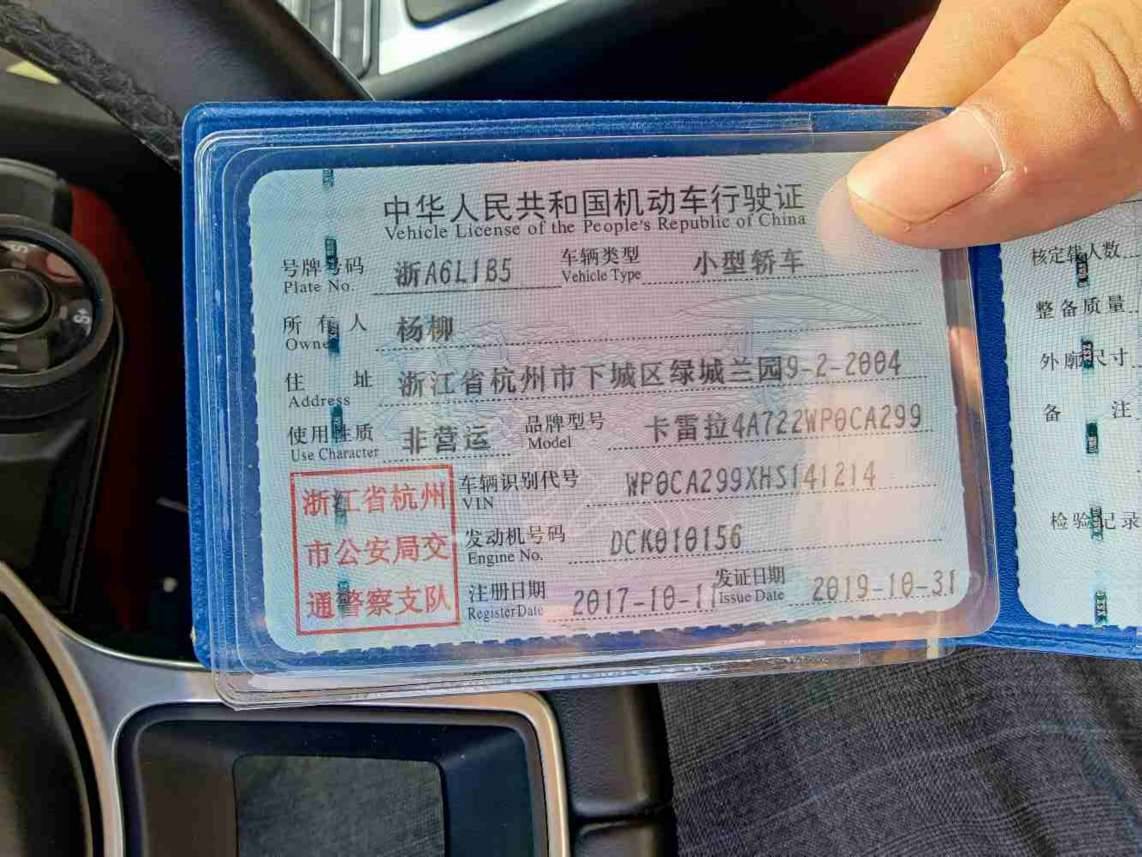 中华人民共和国机动车行驶证
Vehicle License of the People's Republic of China
号牌号码 浙A6L1B5 车辆类型 小型轿车
Plate No. Vehicle Type
所有人 杨柳
Owner
住址 浙江省杭州市下城区绿城兰园9-2-2004
Address
使用性质 非营运 品牌型号 卡雷拉4A722WP0CA299
Use Character Model
浙江省杭州
市公安局交
通警察支队
车辆识别代号 WP0CA299XHS141214
VIN
发动机号码 DCK010156
Engine No.
注册日期 2017-10-11 发证日期 2019-10-31
Register Date Issue Date
核定载人数
整备质量
外廓尺寸
备注
检验记录